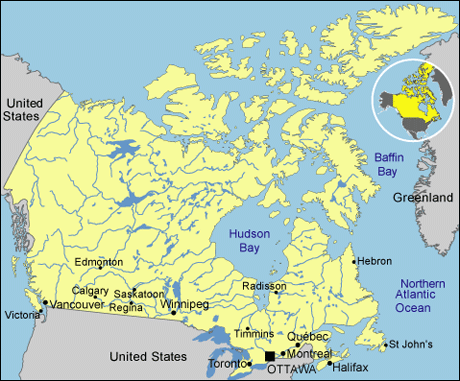 United
States
Baffin
Bay
Greenland
Hudson
Bay
Edmonton
Hebron
Calgary
Saskatoon
Radisson
Northern
Atlantic
Ocean
Vancouver
Regina
Winnipeg
Victoria
Timmins
Québec
St John's
United States
Montreal
Toronto
OTTAWA
Halifax